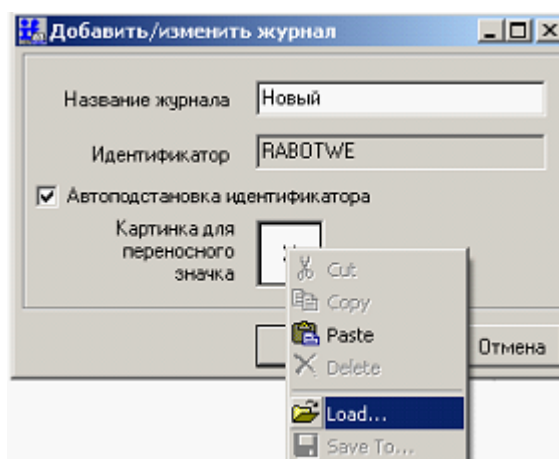 Добавить/изменить журнал
Название журнала Новый
Идентификатор RABOTWE
Автоподстановка идентификатора
Картинка для
переносного
значка
Cut
Copy
Paste
Отмена
Delete
Load...
Save To...